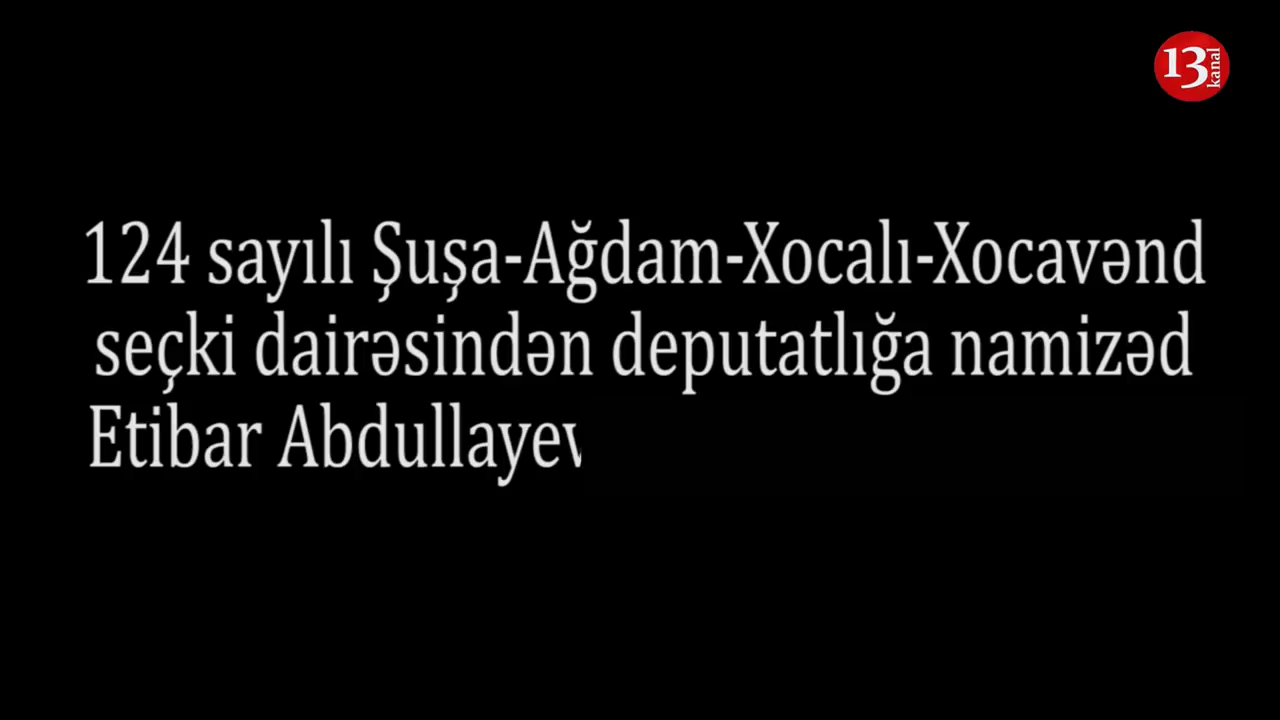 13 kanal
124 sayılı Şuşa-Ağdam-Xocalı-Xocavənd
seçki dairəsindən deputatlığa namizəd
Etibar Abdullayev